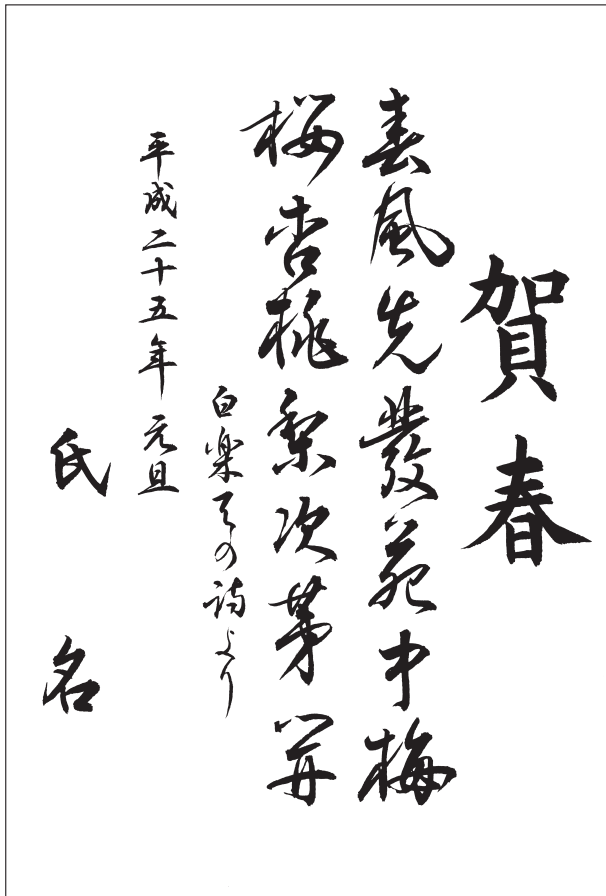 賀春
春風先發苑中梅
桜杏桃梨次第開
白楽天の詩より
平成二十五年元旦
氏名